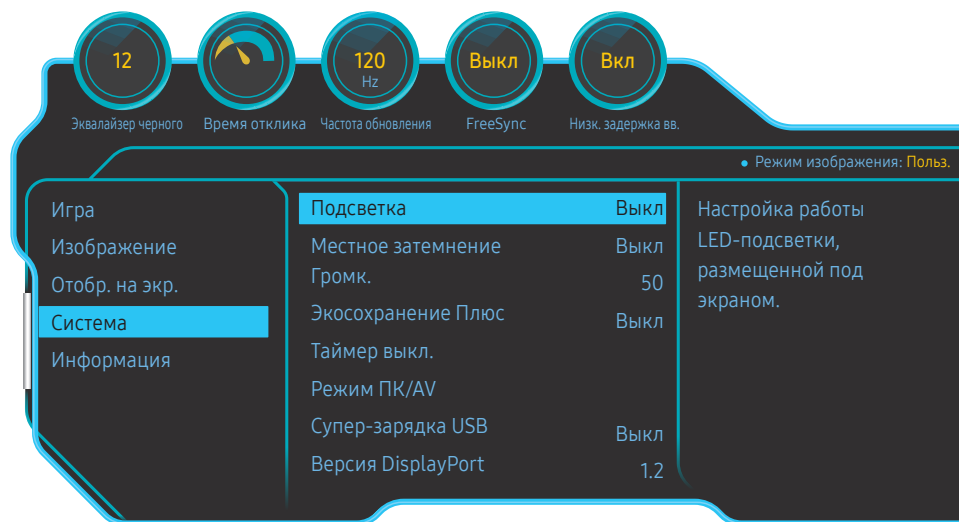 12
120
Hz
Выкл
Вкл
Эквалайзер черного
Время отклика
Частота обновления
FreeSync
Низк. задержка вв.
Режим изображения: Польз.
Игра
Изображение
Отобр. на экр.
Система
Информация
Подсветка Выкл
Местное затемнение Выкл
Громк. 50
Экосохранение Плюс Выкл
Таймер выкл.
Режим ПК/AV
Супер-зарядка USB Выкл
Версия DisplayPort 1.2
Настройка работы
LED-подсветки,
размещенной под
экраном.